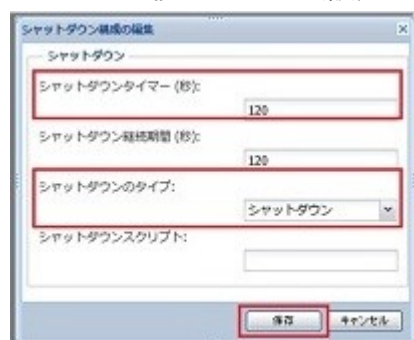 シャットダウン構成の編集
シャットダウン
シャットダウンタイマー (秒):
120
シャットダウン継続期間 (秒):
120
シャットダウンのタイプ:
シャットダウン
シャットダウンスクリプト:
保存
キャンセル